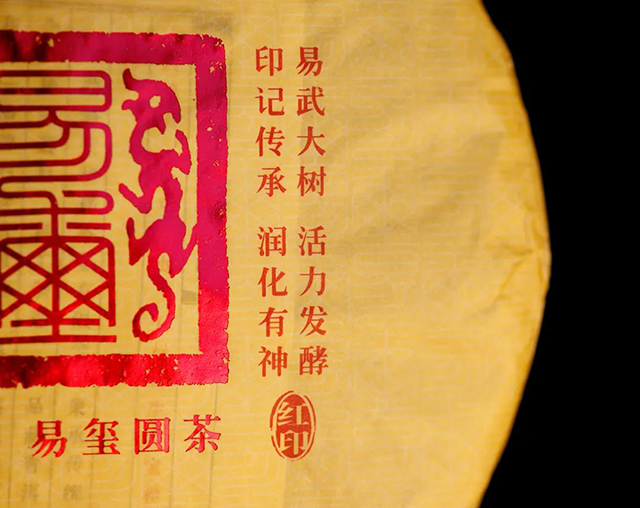 易武大树 活力发酵
印记传承 润化有神
红印
易玺圆茶